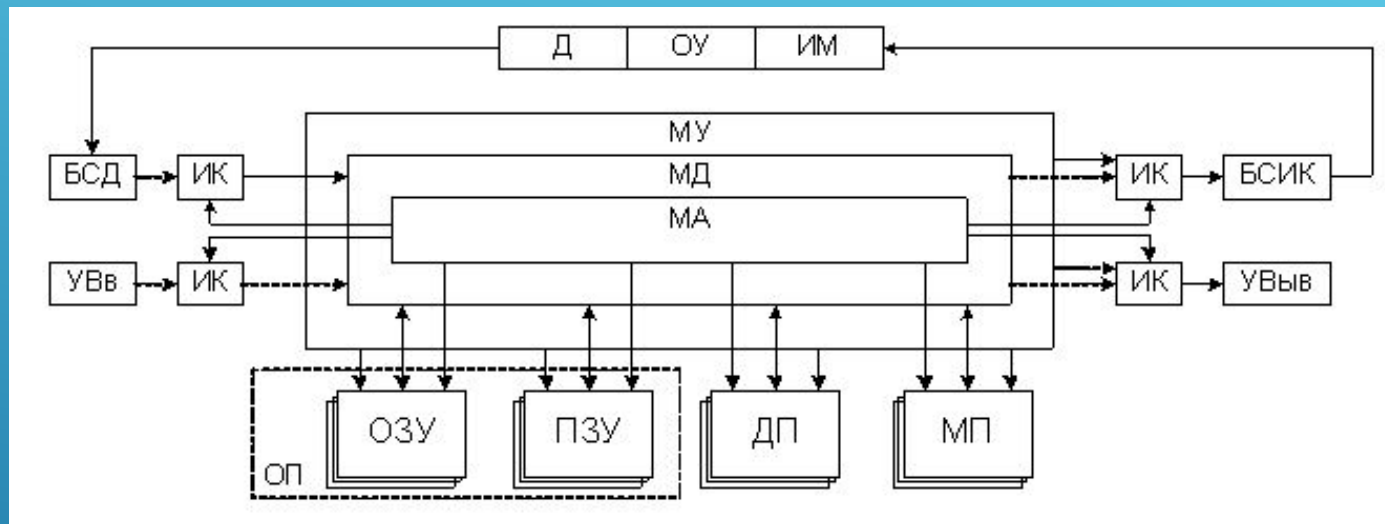 Д ОУ ИМ
МУ
БСД ИК МД ИК БСИК
МА
УВв ИК ИК УВыв
ОЗУ ПЗУ ДП МП
ОП